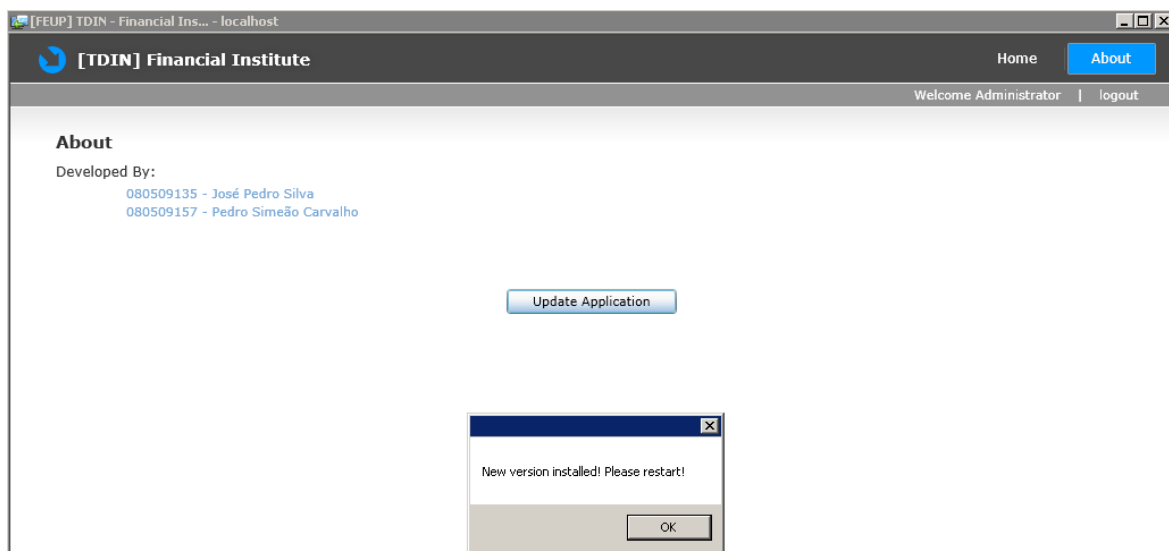 [FEUP] TDIN - Financial Ins... - localhost
[TDIN] Financial Institute
Home
About
Welcome Administrator | logout
About
Developed By:
080509135 - José Pedro Silva
080509157 - Pedro Simeão Carvalho
Update Application
New version installed! Please restart!
OK